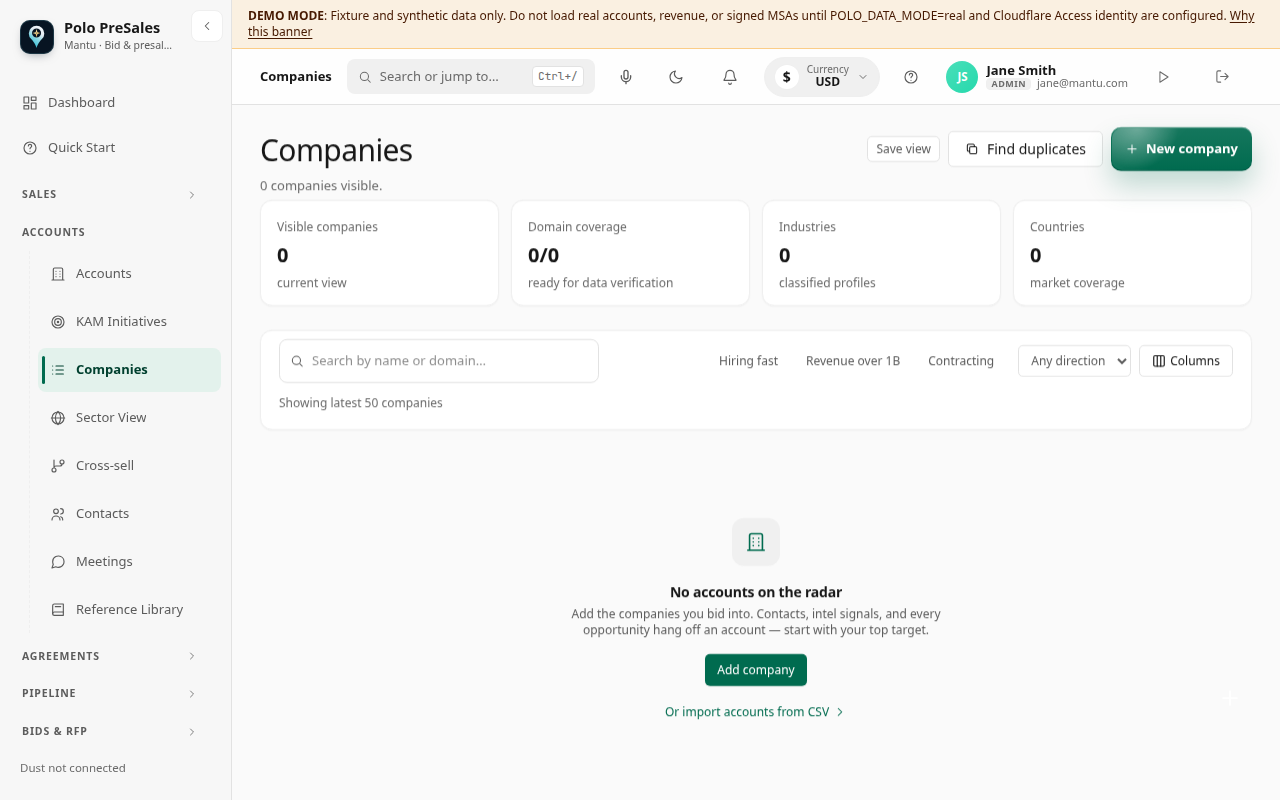 Polo PreSales
Mantu · Bid & presal...
Dashboard
Quick Start
SALES
ACCOUNTS
Accounts
KAM Initiatives
Companies
Sector View
Cross-sell
Contacts
Meetings
Reference Library
AGREEMENTS
PIPELINE
BIDS & RFP
Dust not connected
DEMO MODE: Fixture and synthetic data only. Do not load real accounts, revenue, or signed MSAs until POLO_DATA_MODE=real and Cloudflare Access identity are configured. Why
this banner
Companies
Search or jump to...
Ctrl+/
$
Currency
USD
JS
Jane Smith
ADMIN jane@mantu.com
Companies
0 companies visible.
Save view
Find duplicates
New company
Visible companies
0
current view
Domain coverage
0/0
ready for data verification
Industries
0
classified profiles
Countries
0
market coverage
Search by name or domain...
Hiring fast
Revenue over 1B
Contracting
Any direction
Columns
Showing latest 50 companies
No accounts on the radar
Add the companies you bid into. Contacts, intel signals, and every
opportunity hang off an account — start with your top target.
Add company
Or import accounts from CSV